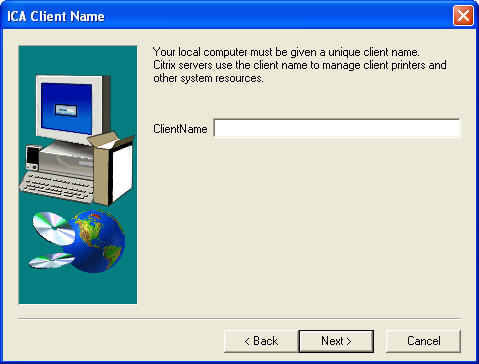 ICA Client Name
Your local computer must be given a unique client name.
Citrix servers use the client name to manage client printers and
other system resources.
ClientName
< Back
Next >
Cancel